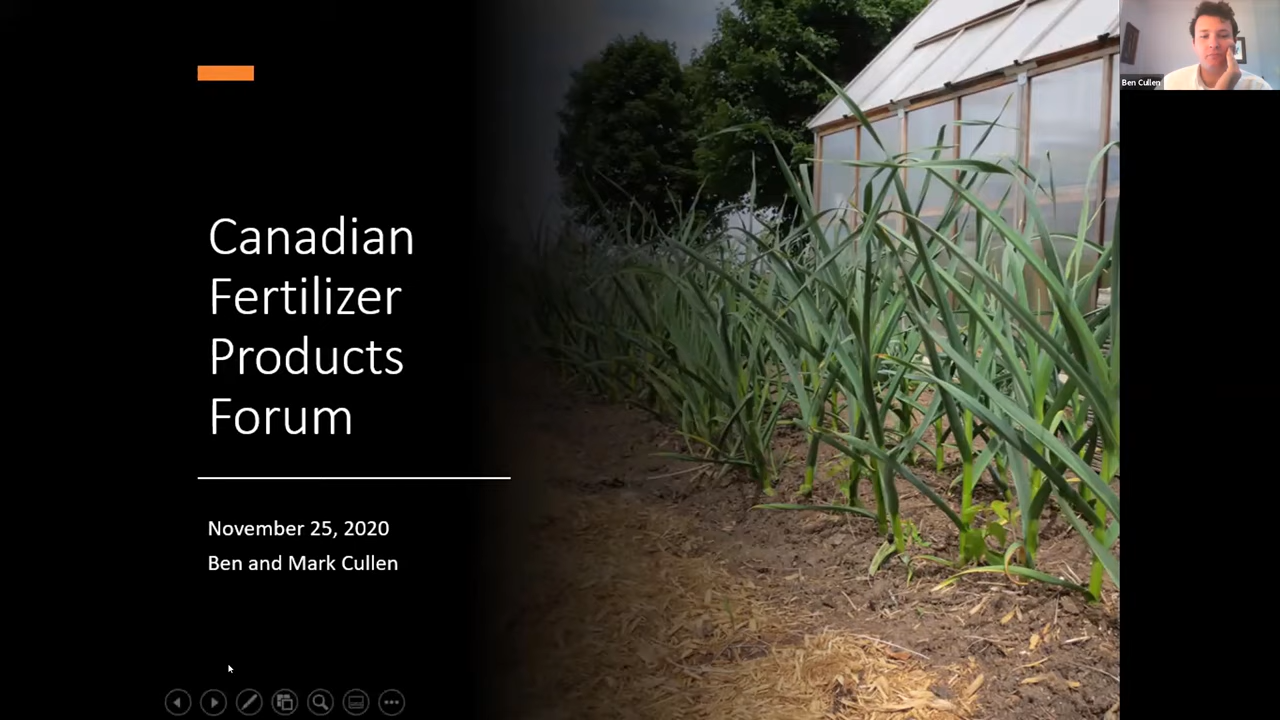 Canadian
Fertilizer
Products
Forum
November 25, 2020
Ben and Mark Cullen
Ben Cullen